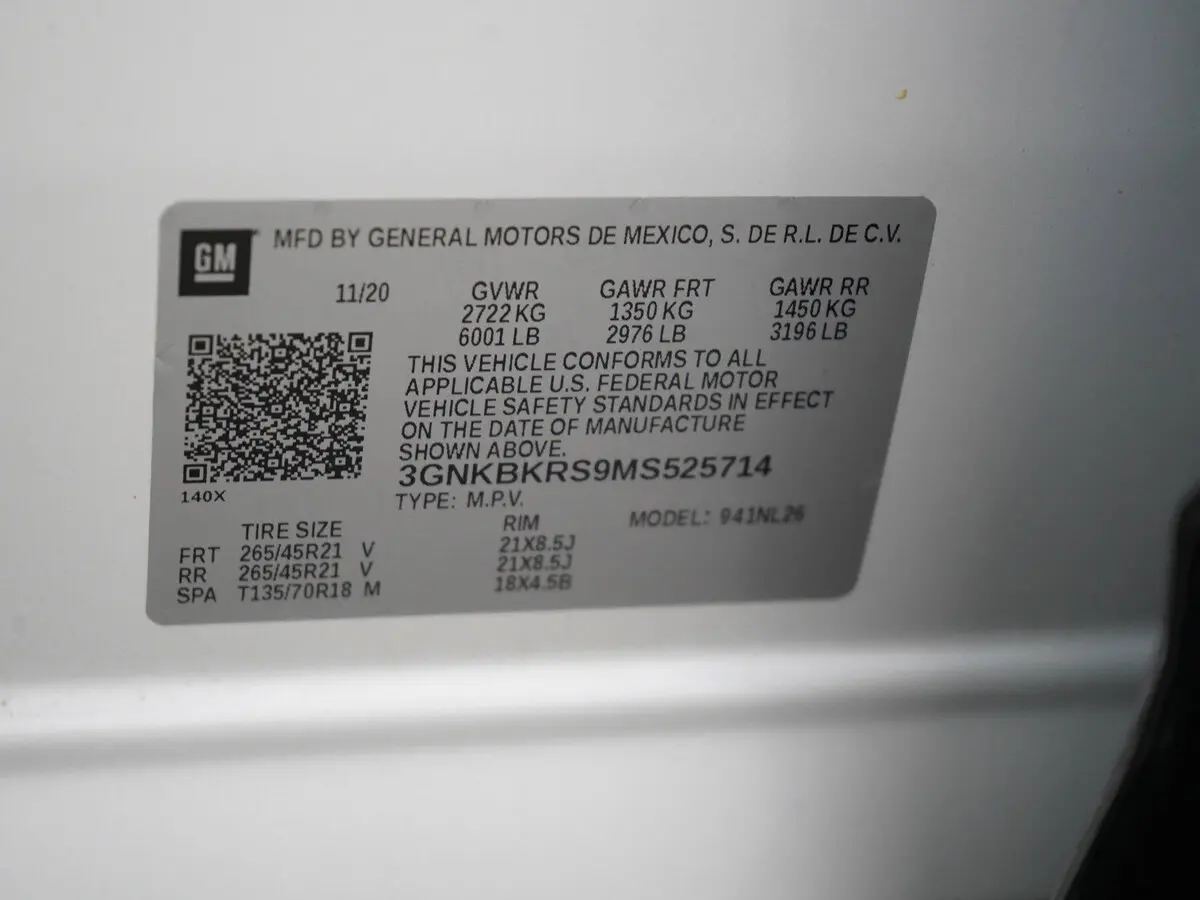 GM MFD BY GENERAL MOTORS DE MEXICO, S. DE R.L. DE C.V.
11/20 GVWR GAWR FRT GAWR RR
2722 KG 1350 KG 1450 KG
6001 LB 2976 LB 3196 LB
THIS VEHICLE CONFORMS TO ALL
APPLICABLE U.S. FEDERAL MOTOR
VEHICLE SAFETY STANDARDS IN EFFECT
ON THE DATE OF MANUFACTURE
SHOWN ABOVE.
3GNKBKRS9MS525714
140X
TYPE: M.P.V. MODEL: 941NL26
TIRE SIZE RIM
FRT 265/45R21 V 21X8.5J
RR 265/45R21 V 21X8.5J
SPA T135/70R18 M 18X4.5B